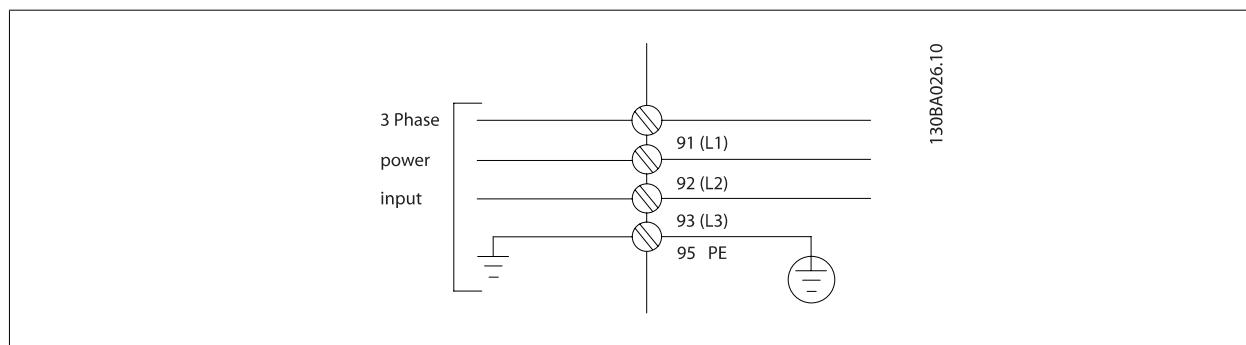 3 Phase
91 (L1)
power
92 (L2)
input
93 (L3)
95 PE
130BA026.10